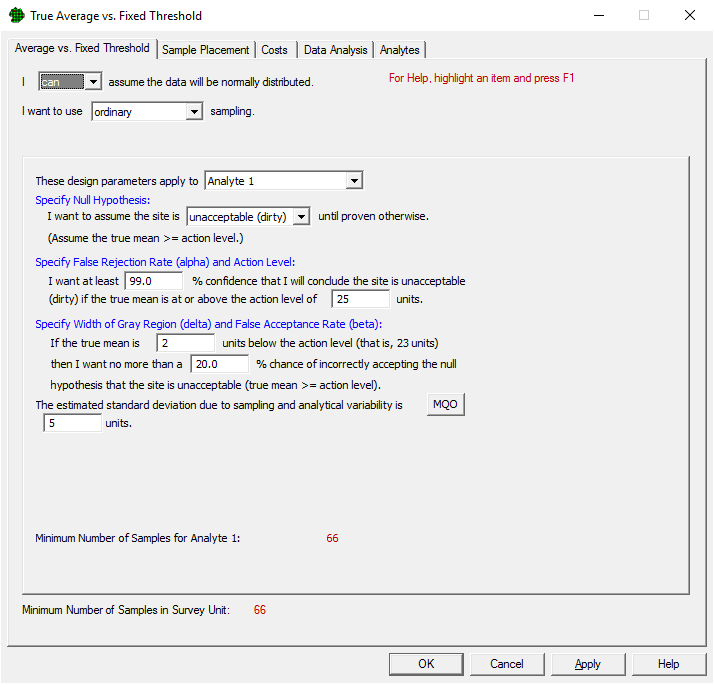 True Average vs. Fixed Threshold
Average vs. Fixed Threshold Sample Placement Costs Data Analysis Analytes
I can assume the data will be normally distributed. For Help, highlight an item and press F1
I want to use ordinary sampling.
These design parameters apply to Analyte 1
Specify Null Hypothesis:
I want to assume the site is unacceptable (dirty) until proven otherwise.
(Assume the true mean >= action level.)
Specify False Rejection Rate (alpha) and Action Level:
I want at least 99.0 % confidence that I will conclude the site is unacceptable
(dirty) if the true mean is at or above the action level of 25 units.
Specify Width of Gray Region (delta) and False Acceptance Rate (beta):
If the true mean is 2 units below the action level (that is, 23 units)
then I want no more than a 20.0 % chance of incorrectly accepting the null
hypothesis that the site is unacceptable (true mean >= action level).
The estimated standard deviation due to sampling and analytical variability is MQO
5 units.
Minimum Number of Samples for Analyte 1: 66
Minimum Number of Samples in Survey Unit: 66
OK Cancel Apply Help